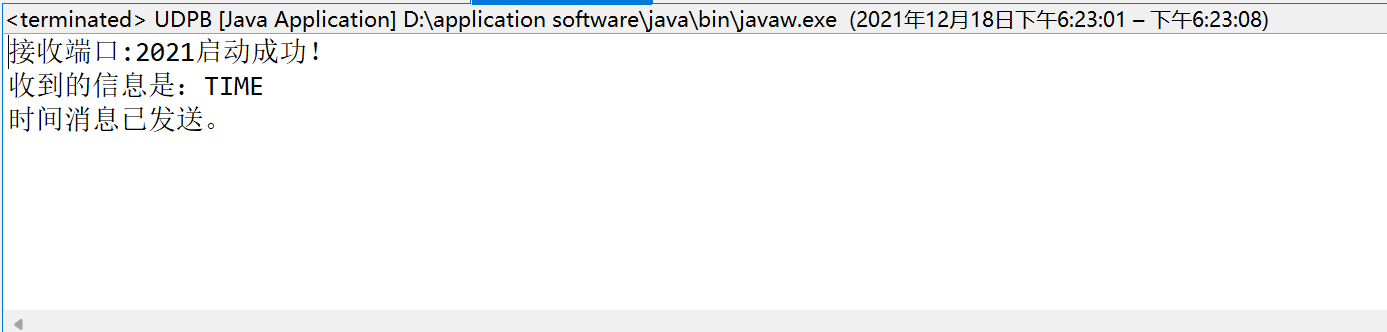 <terminated> UDPB [Java Application] D:\application software\java\bin\javaw.exe  (2021年12月18日下午6:23:01 – 下午6:23:08)
接收端口:2021启动成功！
收到的信息是：TIME
时间消息已发送。